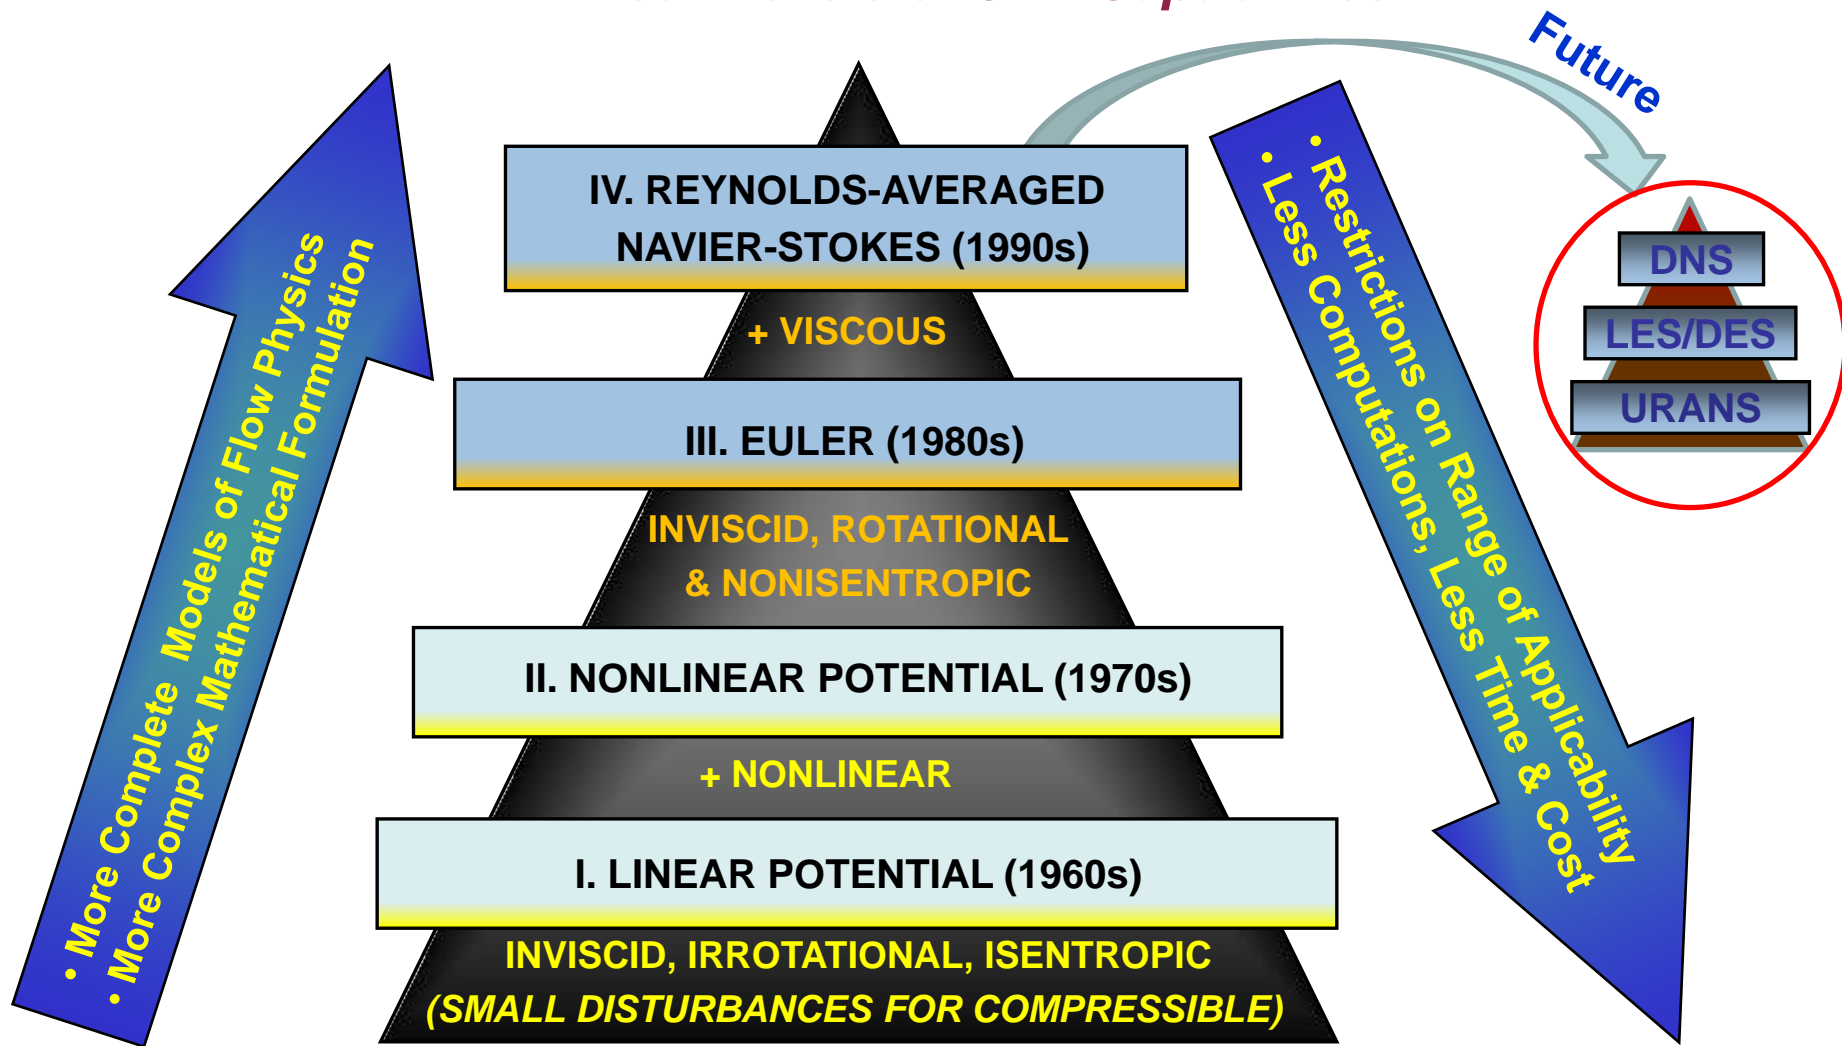 Future
IV. REYNOLDS-AVERAGED
NAVIER-STOKES (1990s)
+ VISCOUS
III. EULER (1980s)
INVISCID, ROTATIONAL
& NONISENTROPIC
II. NONLINEAR POTENTIAL (1970s)
+ NONLINEAR
I. LINEAR POTENTIAL (1960s)
INVISCID, IRROTATIONAL, ISENTROPIC
(SMALL DISTURBANCES FOR COMPRESSIBLE)
• More Complete Models of Flow Physics
• More Complex Mathematical Formulation
• Restrictions on Range of Applicability
• Less Computations, Less Time & Cost
DNS
LES/DES
URANS